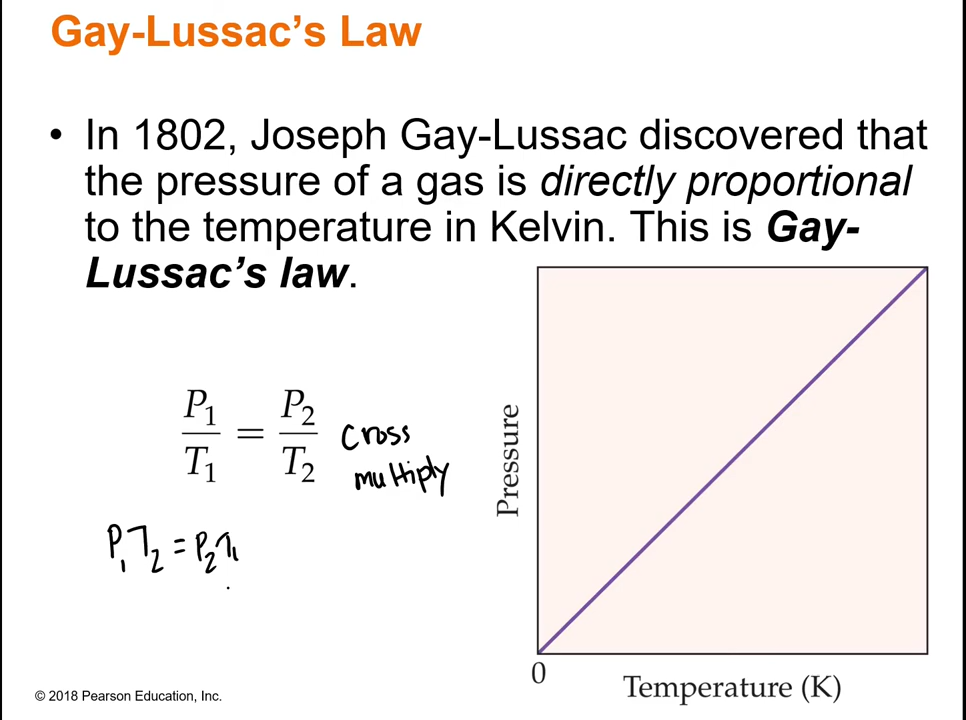 Gay-Lussac’s Law
• In 1802, Joseph Gay-Lussac discovered that
the pressure of a gas is directly proportional
to the temperature in Kelvin. This is Gay-
Lussac’s law.
P₁/T₁ = P₂/T₂
cross
multiply
P₁T₂ = P₂T₁
Pressure
0
Temperature (K)
© 2018 Pearson Education, Inc.